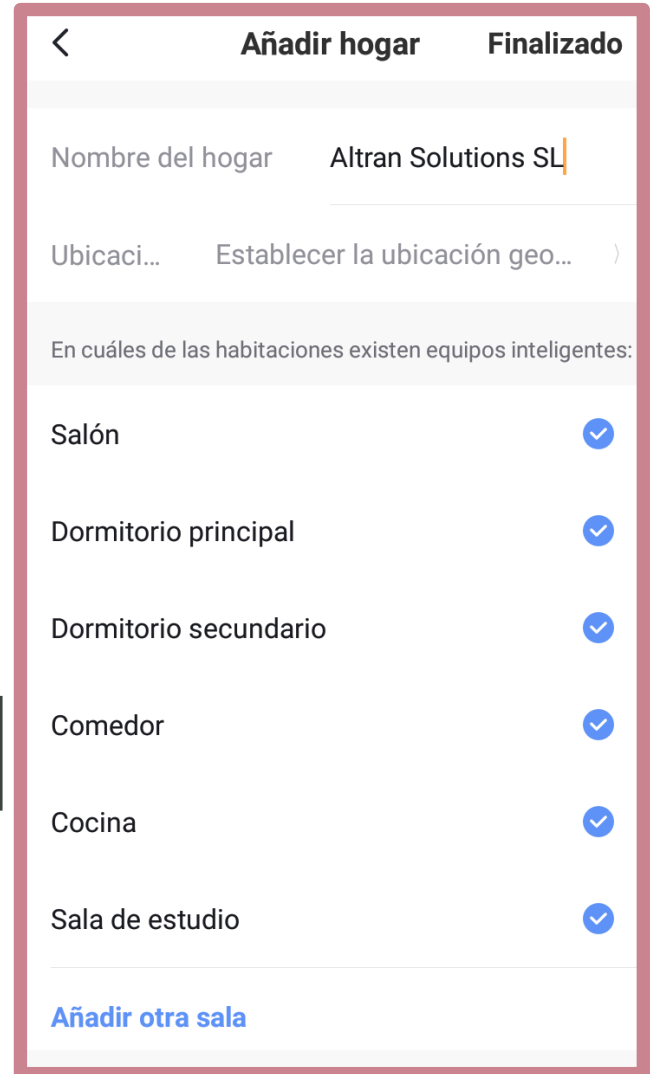 Añadir hogar Finalizado
Nombre del hogar Altran Solutions SL
Ubicaci... Establecer la ubicación geo...
En cuáles de las habitaciones existen equipos inteligentes:
Salón
Dormitorio principal
Dormitorio secundario
Comedor
Cocina
Sala de estudio
Añadir otra sala